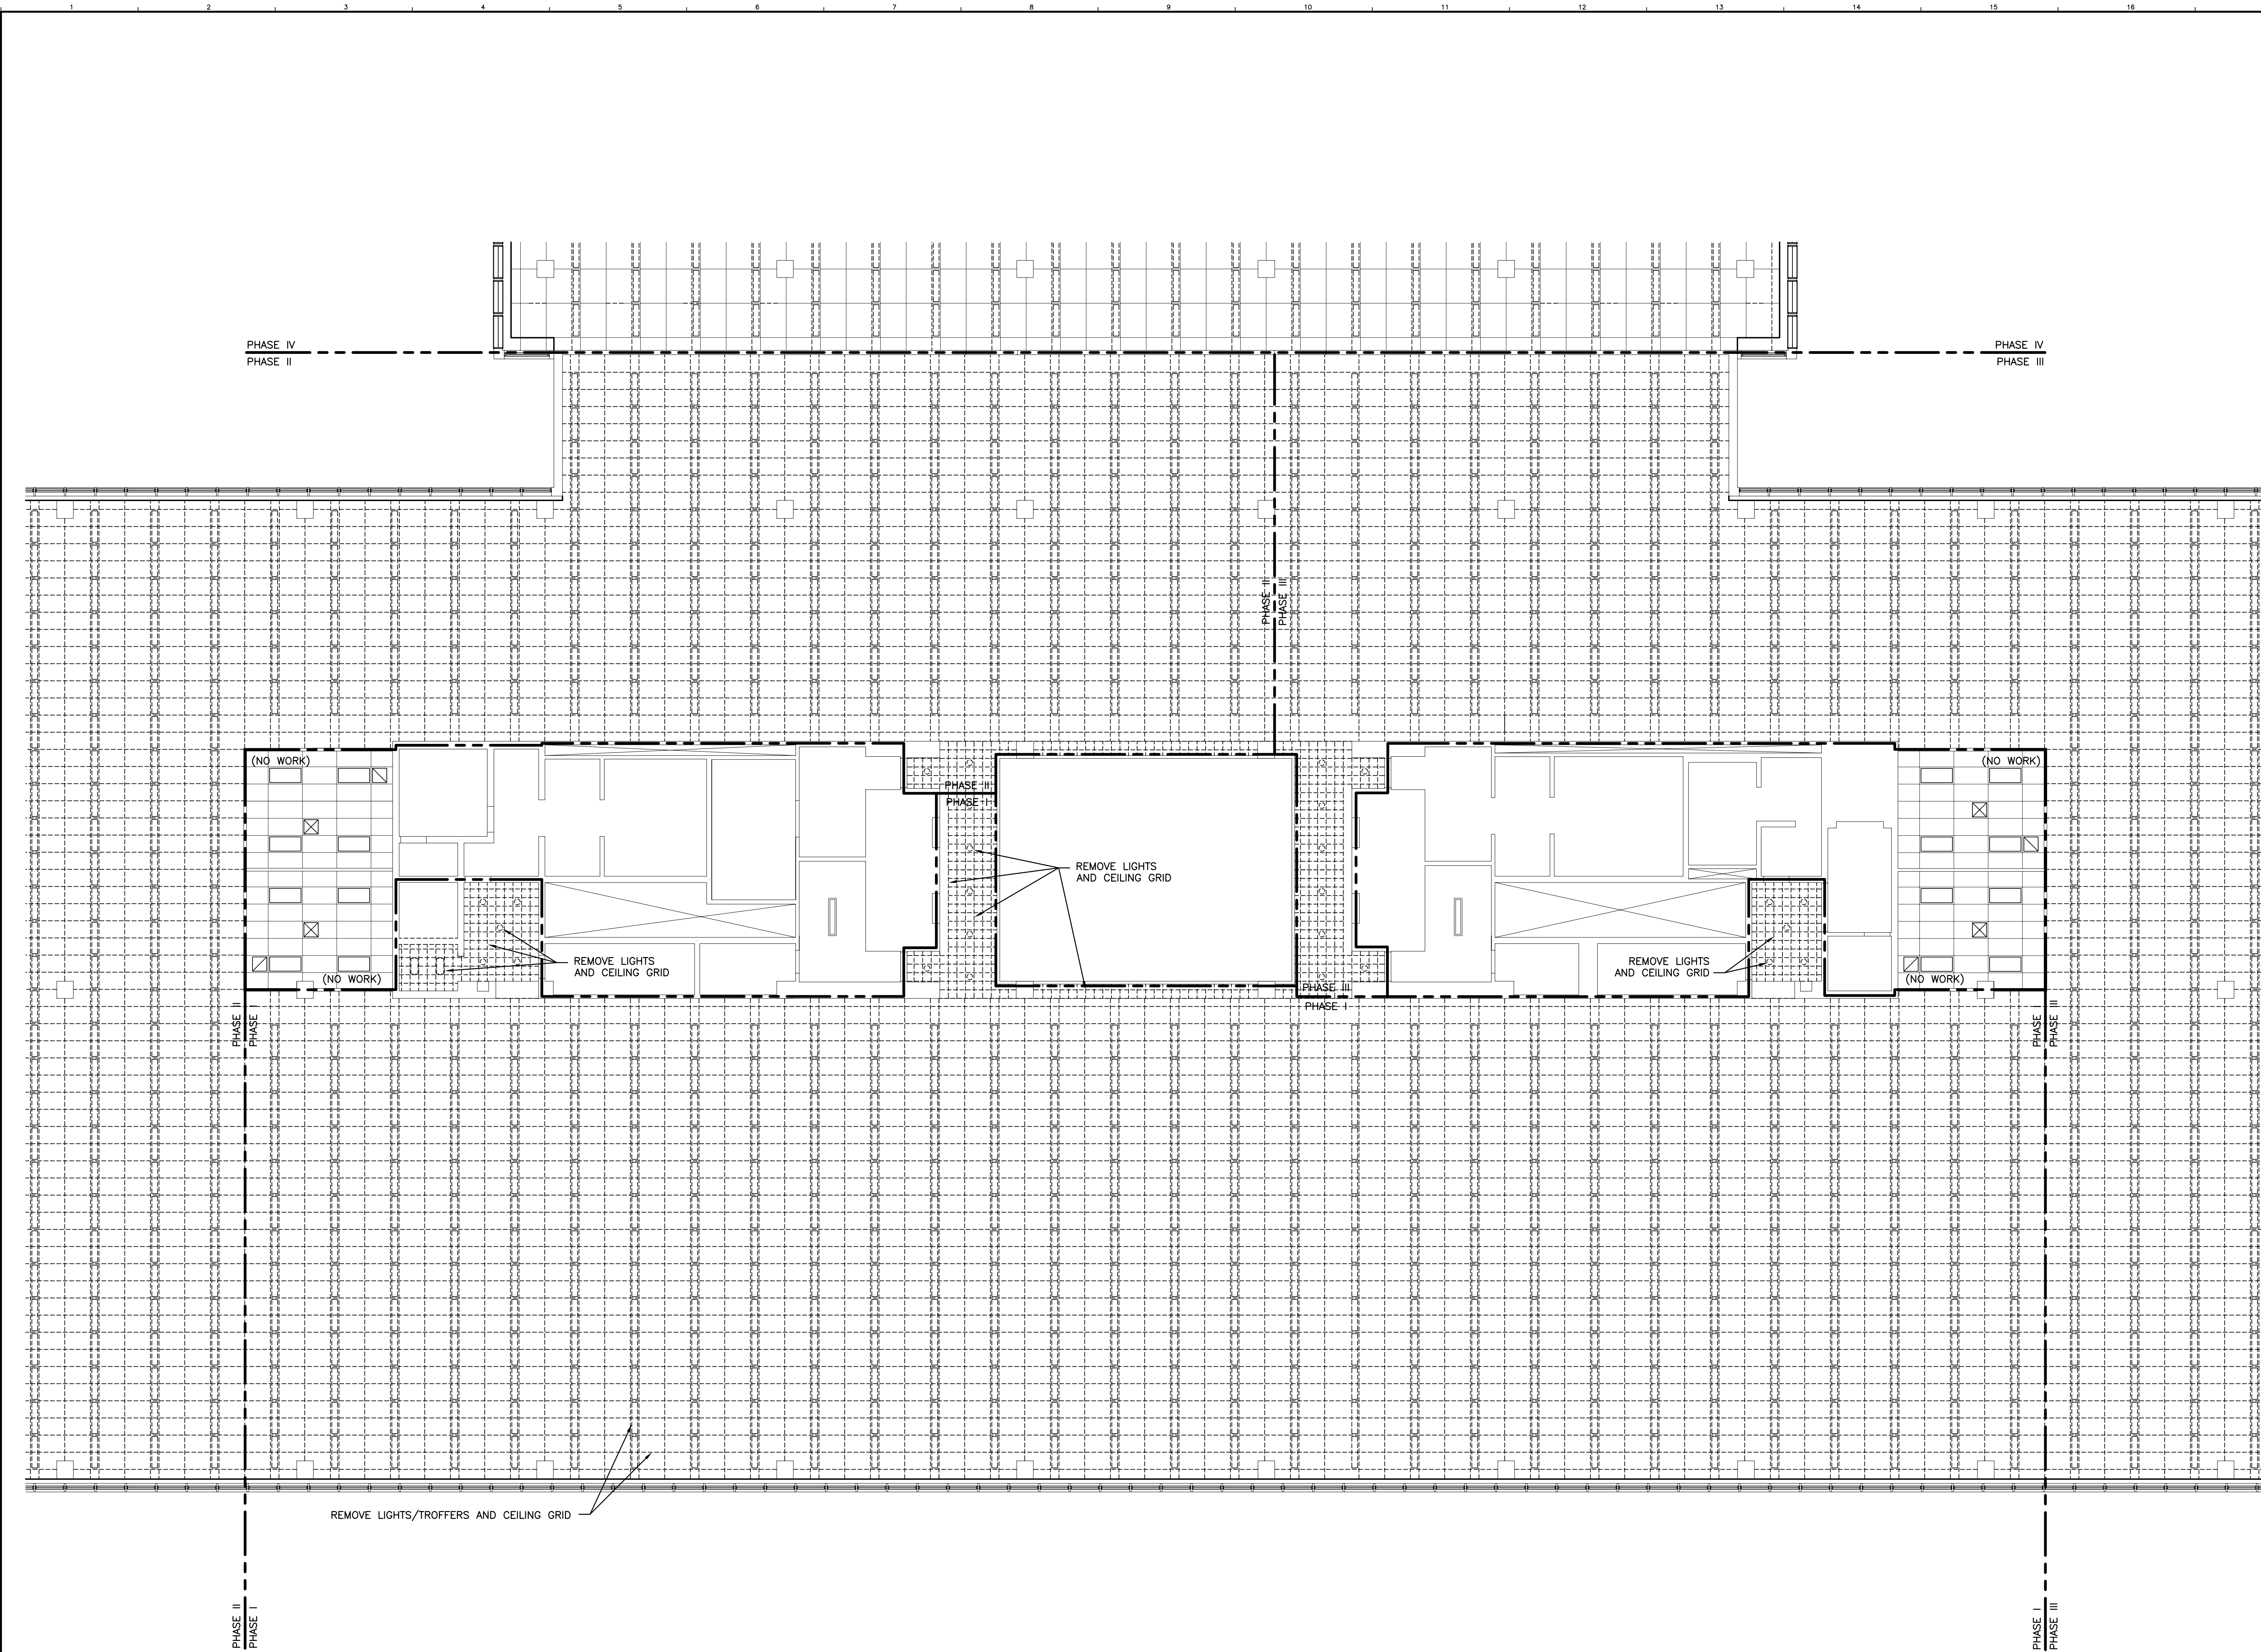 1 2 3 4 5 6 7 8 9 10 11 12 13 14 15 16
PHASE IV
PHASE II
PHASE IV
PHASE III
PHASE II
PHASE III
(NO WORK)
(NO WORK)
PHASE II
PHASE I
REMOVE LIGHTS
AND CEILING GRID
REMOVE LIGHTS
AND CEILING GRID
REMOVE LIGHTS
AND CEILING GRID
(NO WORK)
(NO WORK)
PHASE III
PHASE I
PHASE II
PHASE I
PHASE I
PHASE III
REMOVE LIGHTS/TROFFERS AND CEILING GRID
PHASE II
PHASE I
PHASE I
PHASE III